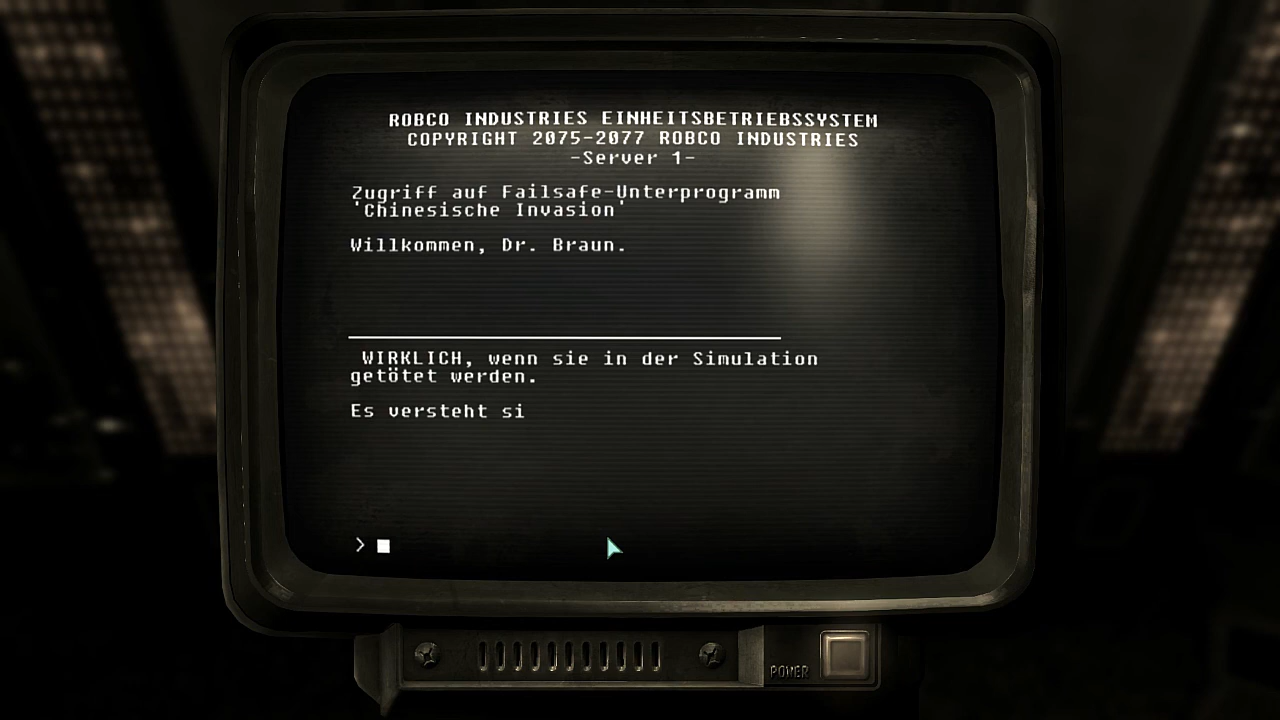 ROBCO INDUSTRIES EINHEITSBETRIEBSSYSTEM
COPYRIGHT 2075-2077 ROBCO INDUSTRIES
-Server 1-
Zugriff auf Failsafe-Unterprogramm
'Chinesische Invasion'
Willkommen, Dr. Braun.
WIRKLICH, wenn sie in der Simulation
getötet werden.
Es versteht si
>
POWER